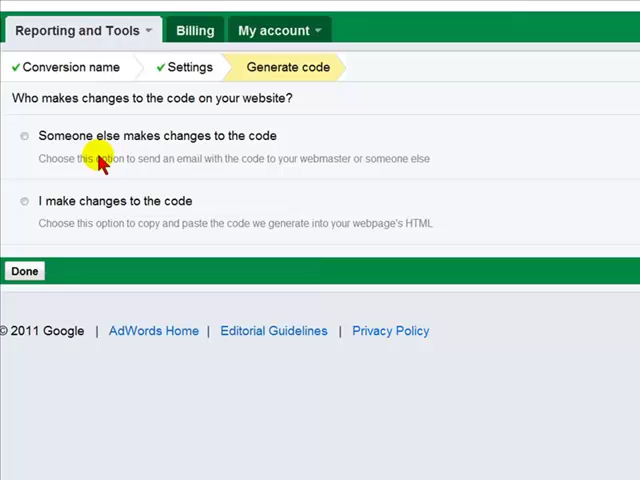 Reporting and Tools Billing My account
Conversion name Settings Generate code
Who makes changes to the code on your website?
Someone else makes changes to the code
Choose this option to send an email with the code to your webmaster or someone else
I make changes to the code
Choose this option to copy and paste the code we generate into your webpage's HTML
Done
© 2011 Google | AdWords Home | Editorial Guidelines | Privacy Policy